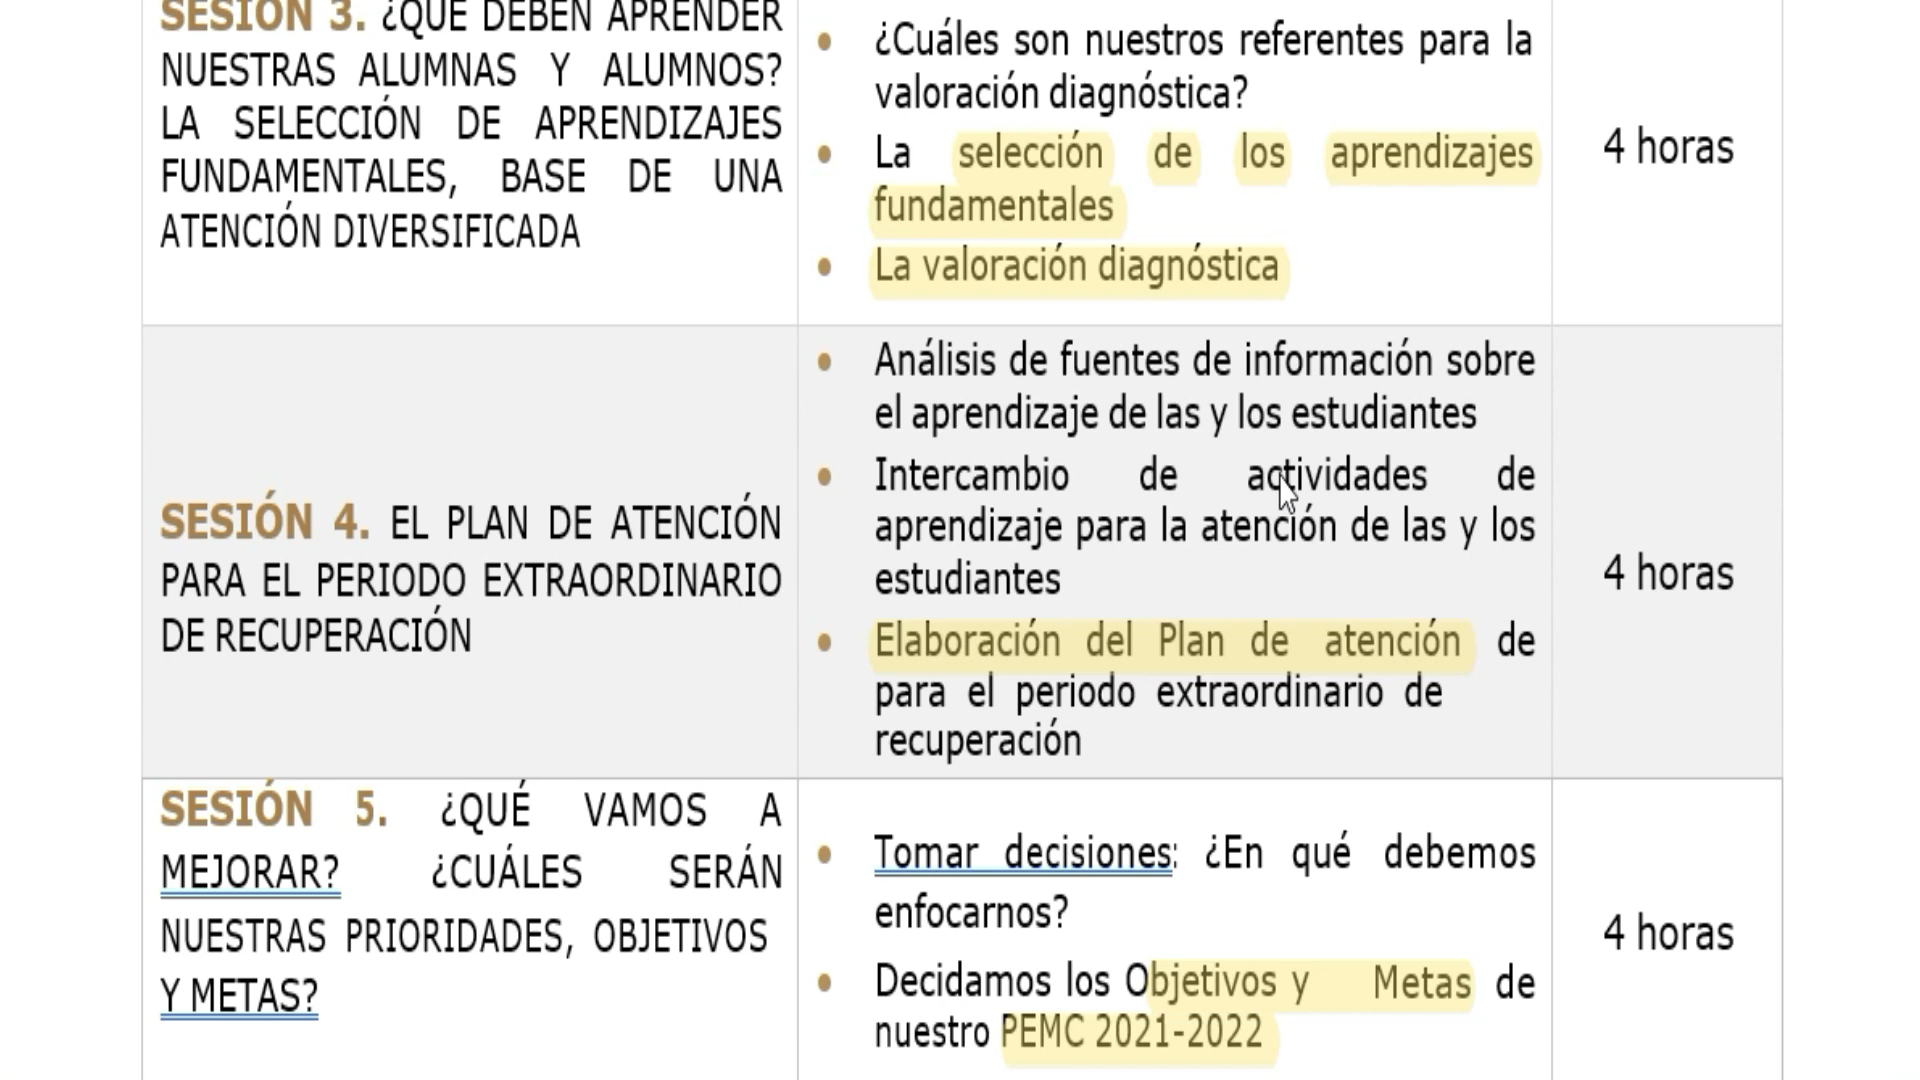 SESIÓN 3. ¿QUÉ DEBEN APRENDER
NUESTRAS ALUMNAS Y ALUMNOS?
LA SELECCIÓN DE APRENDIZAJES
FUNDAMENTALES, BASE DE UNA
ATENCIÓN DIVERSIFICADA
¿Cuáles son nuestros referentes para la
valoración diagnóstica?
La selección de los aprendizajes
fundamentales
La valoración diagnóstica
4 horas
SESIÓN 4. EL PLAN DE ATENCIÓN
PARA EL PERIODO EXTRAORDINARIO
DE RECUPERACIÓN
Análisis de fuentes de información sobre
el aprendizaje de las y los estudiantes
Intercambio de actividades de
aprendizaje para la atención de las y los
estudiantes
Elaboración del Plan de atención de
para el periodo extraordinario de
recuperación
4 horas
SESIÓN 5. ¿QUÉ VAMOS A
MEJORAR? ¿CUÁLES SERÁN
NUESTRAS PRIORIDADES, OBJETIVOS
Y METAS?
Tomar decisiones: ¿En qué debemos
enfocarnos?
Decidamos los Objetivos y Metas de
nuestro PEMC 2021-2022
4 horas